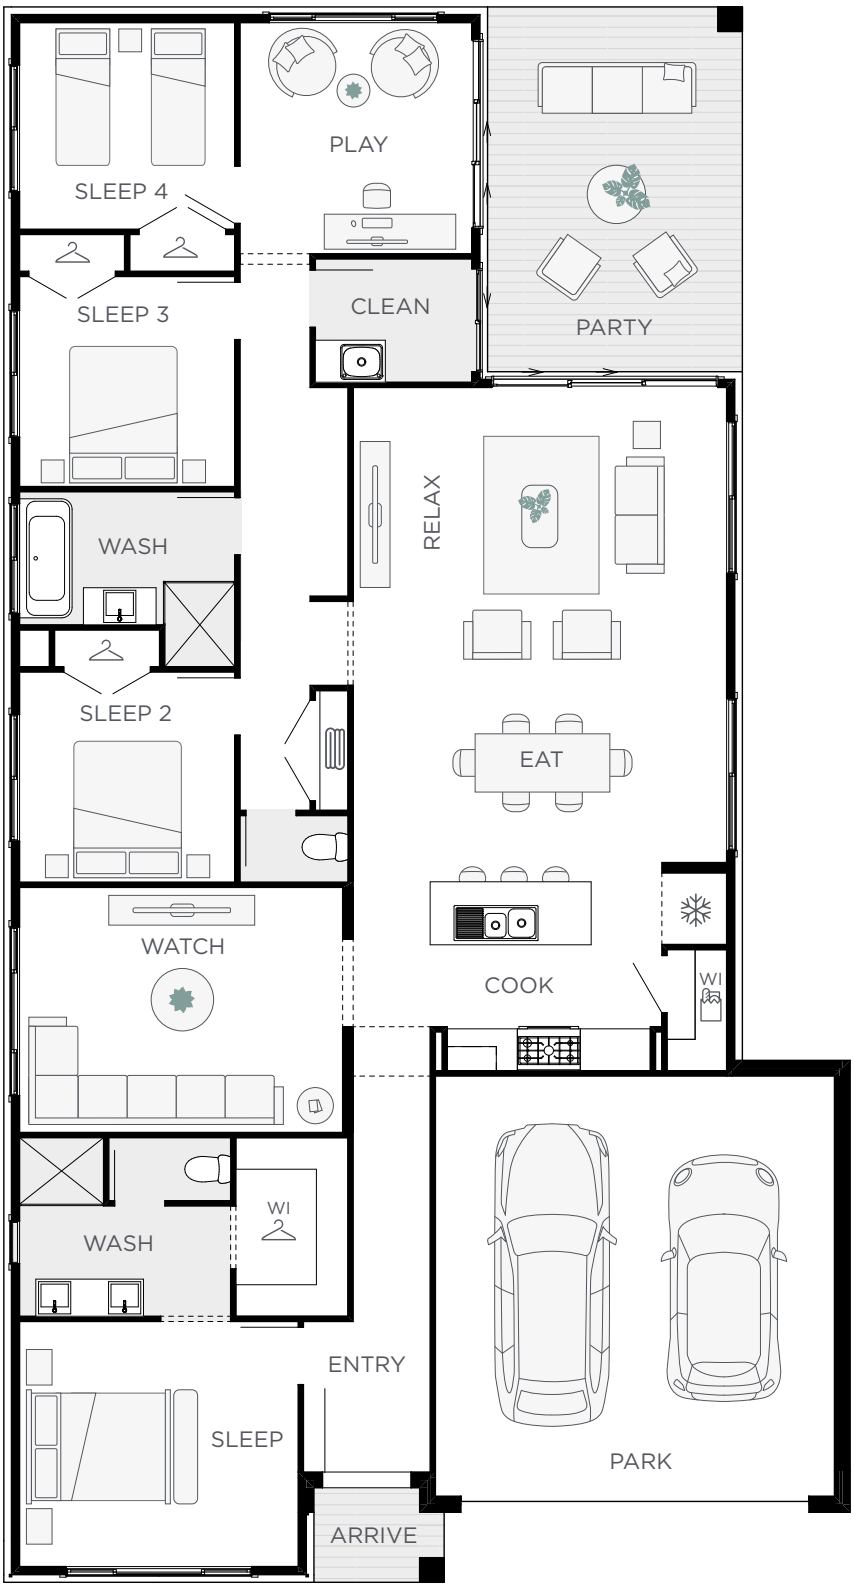 PLAY
SLEEP 4
CLEAN
SLEEP 3
PARTY
RELAX
WASH
SLEEP 2
EAT
WATCH
COOK
WI
WI
WASH
ENTRY
SLEEP
PARK
ARRIVE